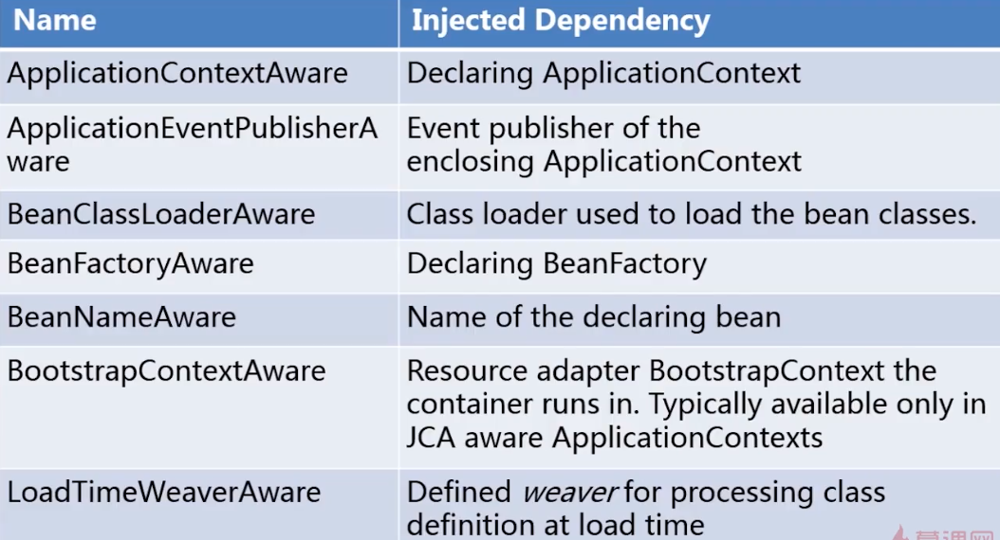 Name
Injected Dependency
ApplicationContextAware
Declaring ApplicationContext
ApplicationEventPublisherA
ware
Event publisher of the
enclosing ApplicationContext
BeanClassLoaderAware
Class loader used to load the bean classes.
BeanFactoryAware
Declaring BeanFactory
BeanNameAware
Name of the declaring bean
BootstrapContextAware
Resource adapter BootstrapContext the
container runs in. Typically available only in
JCA aware ApplicationContexts
LoadTimeWeaverAware
Defined weaver for processing class
definition at load time